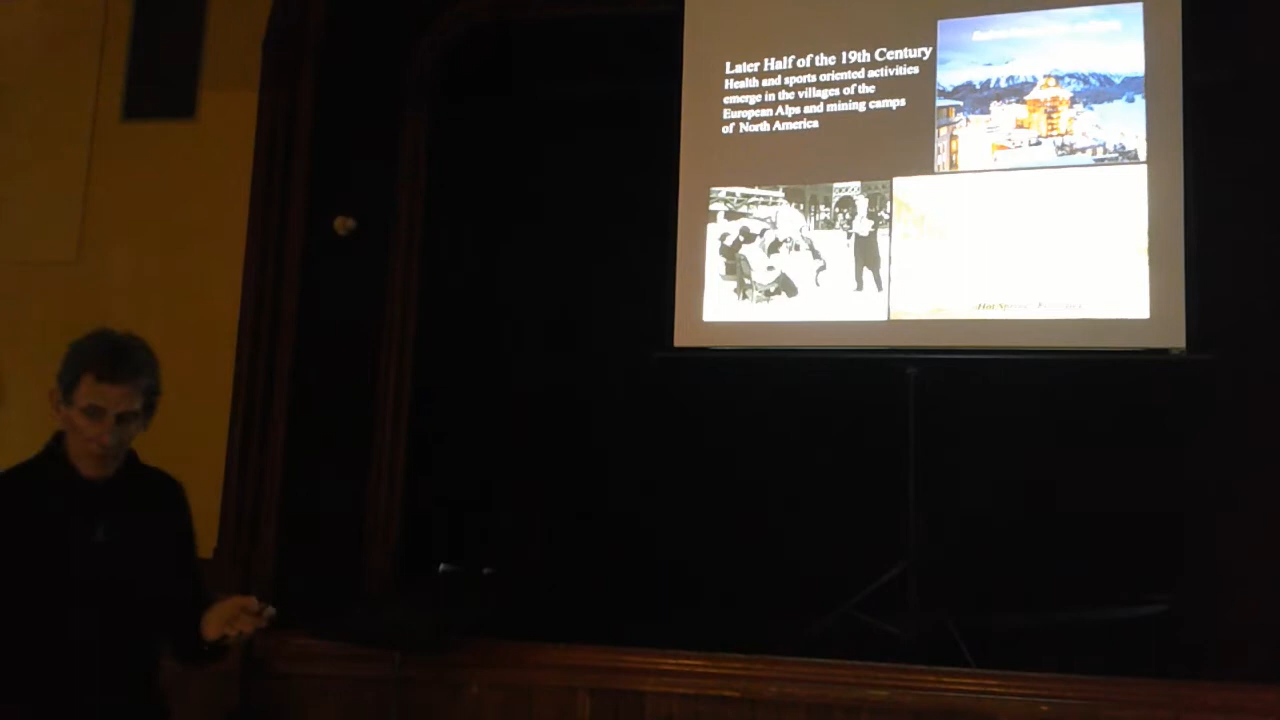 Later Half of the 19th Century
Health and sports oriented activities
emerge in the villages of the
European Alps and mining camps
of North America
Hot Spring